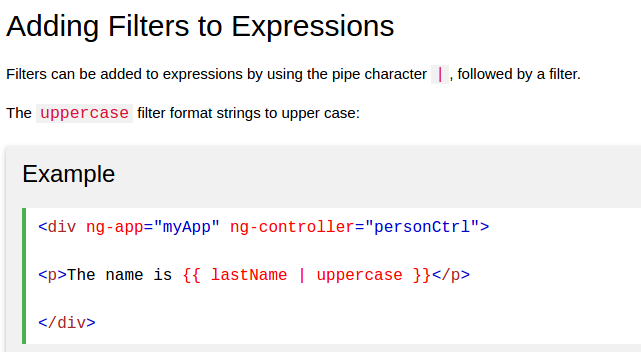 Adding Filters to Expressions
Filters can be added to expressions by using the pipe character |, followed by a filter.
The uppercase filter format strings to upper case:
Example
<div ng-app="myApp" ng-controller="personCtrl">
<p>The name is {{ lastName | uppercase }}</p>
</div>